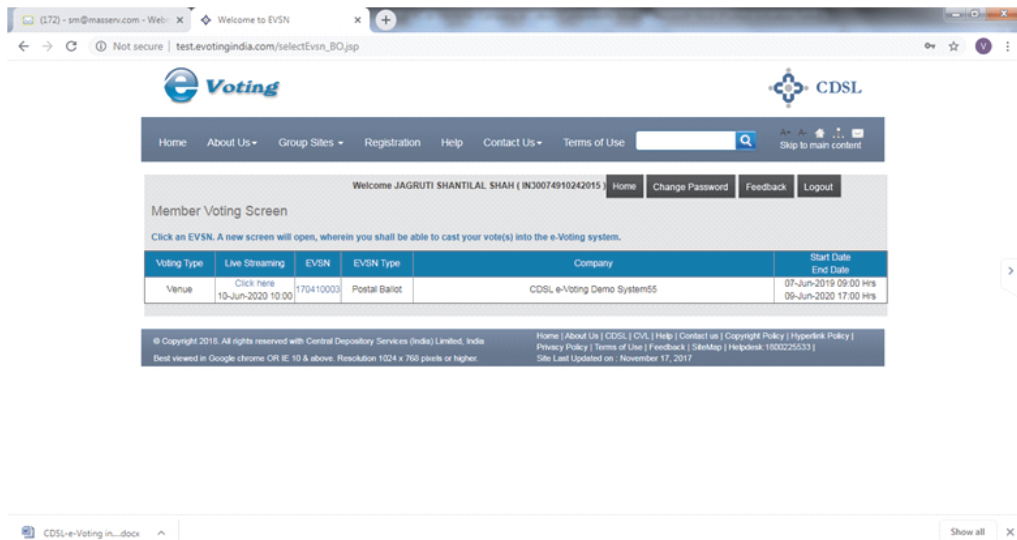 (172) - sm@masserv.com - Web
Welcome to EVSN
Not secure | test.evotingindia.com/selectEvsn_BO.jsp
V
e Voting
CDSL
Home About Us Group Sites Registration Help Contact Us Terms of Use
A+ A-
Skip to main content
Welcome JAGRUTI SHANTILAL SHAH ( IN30074910242015 ) Home Change Password Feedback Logout
Member Voting Screen
Click an EVSN. A new screen will open, wherein you shall be able to cast your vote(s) into the e-Voting system.
Voting Type Live Streaming EVSN EVSN Type Company Start Date
End Date
Venue Click here 170410003 Postal Ballot CDSL e-Voting Demo System55 07-Jun-2019 09:00 Hrs
10-Jun-2020 10:00 09-Jun-2020 17:00 Hrs
© Copyright 2018. All rights reserved with Central Depository Services (India) Limited, India
Best viewed in Google chrome OR IE 10 & above. Resolution 1024 x 768 pixels or higher.
Home | About Us | CDSL | CVL | Help | Contact us | Copyright Policy | Hyperlink Policy |
Privacy Policy | Terms of Use | Feedback | SiteMap | Helpdesk:1800225533 |
Site Last Updated on : November 17, 2017
CDSL-e-Voting in....docx
Show all